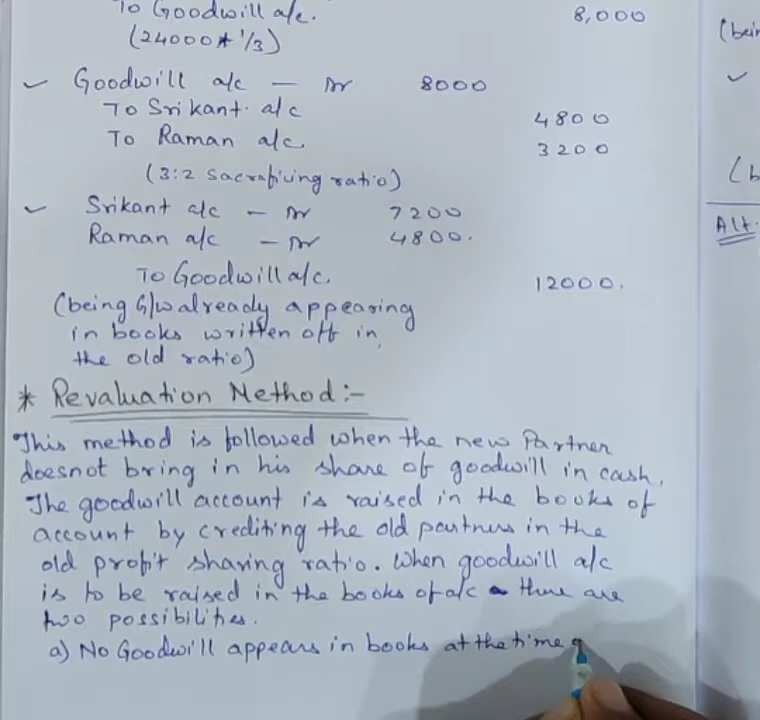 To Goodwill a/c. 8,000
(24000 * 1/3)
Goodwill a/c - Dr 8000
To Srikant a/c 4800
To Raman a/c. 3200
(3:2 Sacrafising ratio)
Srikant a/c - Dr 7200
Raman a/c - Dr 4800.
To Goodwill a/c. 12000.
(being G/w already appearing
in books written off in
the old ratio)
* Revaluation Method :-
This method is followed when the new Partner
doesnot bring in his share of goodwill in cash.
The goodwill account is raised in the books of
account by crediting the old partners in the
old profit sharing ratio. When goodwill a/c
is to be raised in the books of a/c there are
two possibilities.
a) No Goodwill appears in books at the time
(bein
(b
Alt.